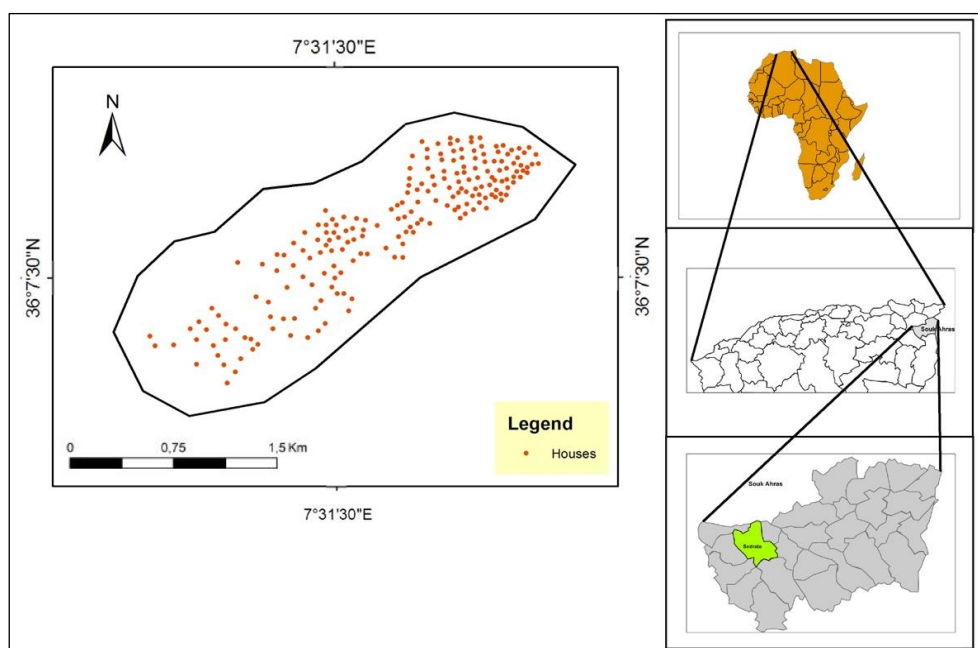 7°31'30"E
N
36°7'30"N
36°7'30"N
0 0,75 1,5 Km
Legend
Houses
7°31'30"E
Souk Ahras
Souk Ahras
Sedrata